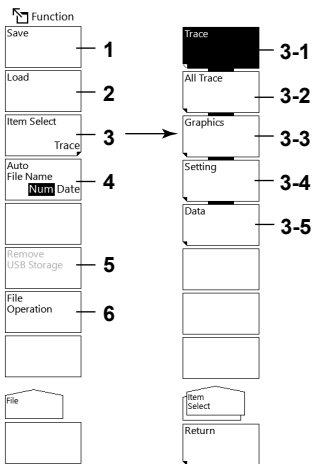 Function
Save
1
Load
2
Item Select
Trace
3
Auto
File Name
Num Date
4
Remove
USB Storage
5
File
Operation
6
File
Trace
3-1
All Trace
3-2
Graphics
3-3
Setting
3-4
Data
3-5
Item
Select
Return